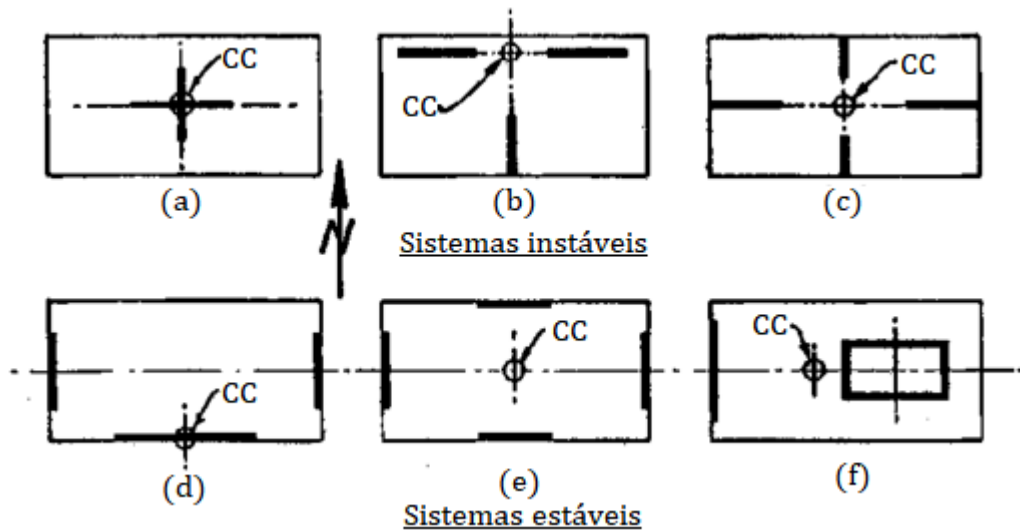 CC
CC
CC
(a)
(b)
(c)
N
Sistemas instáveis
CC
CC
CC
(d)
(e)
(f)
Sistemas estáveis